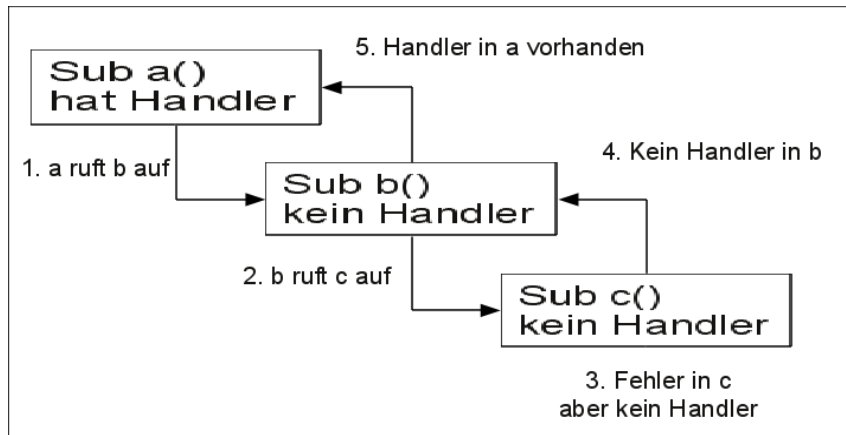 Sub a()
hat Handler
5. Handler in a vorhanden
1. a ruft b auf
Sub b()
kein Handler
4. Kein Handler in b
2. b ruft c auf
Sub c()
kein Handler
3. Fehler in c
aber kein Handler